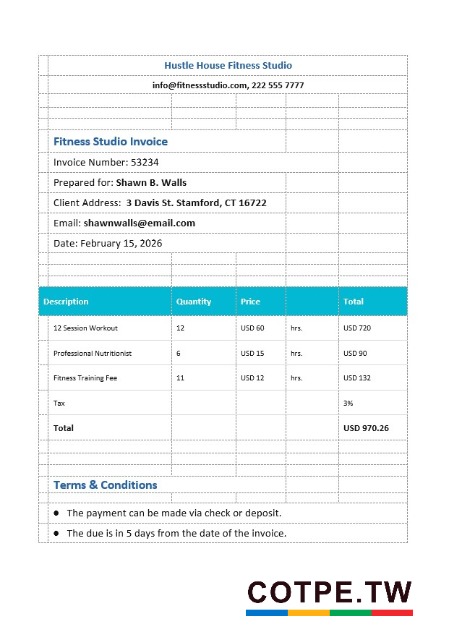 Hustle House Fitness Studio
info@fitnessstudio.com, 222 555 7777
Fitness Studio Invoice
Invoice Number: 53234
Prepared for: Shawn B. Walls
Client Address: 3 Davis St. Stamford, CT 16722
Email: shawnwalls@email.com
Date: February 15, 2026
Description Quantity Price Total
12 Session Workout 12 USD 60 hrs. USD 720
Professional Nutritionist 6 USD 15 hrs. USD 90
Fitness Training Fee 11 USD 12 hrs. USD 132
Tax 3%
Total USD 970.26
Terms & Conditions
● The payment can be made via check or deposit.
● The due is in 5 days from the date of the invoice.
COTPE.TW